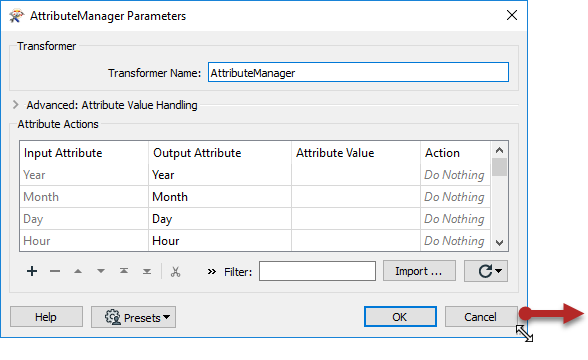 AttributeManager Parameters
Transformer
Transformer Name: AttributeManager
Advanced: Attribute Value Handling
Attribute Actions
Input Attribute Output Attribute Attribute Value Action
Year Year Do Nothing
Month Month Do Nothing
Day Day Do Nothing
Hour Hour Do Nothing
Filter: Import ...
Help Presets OK Cancel